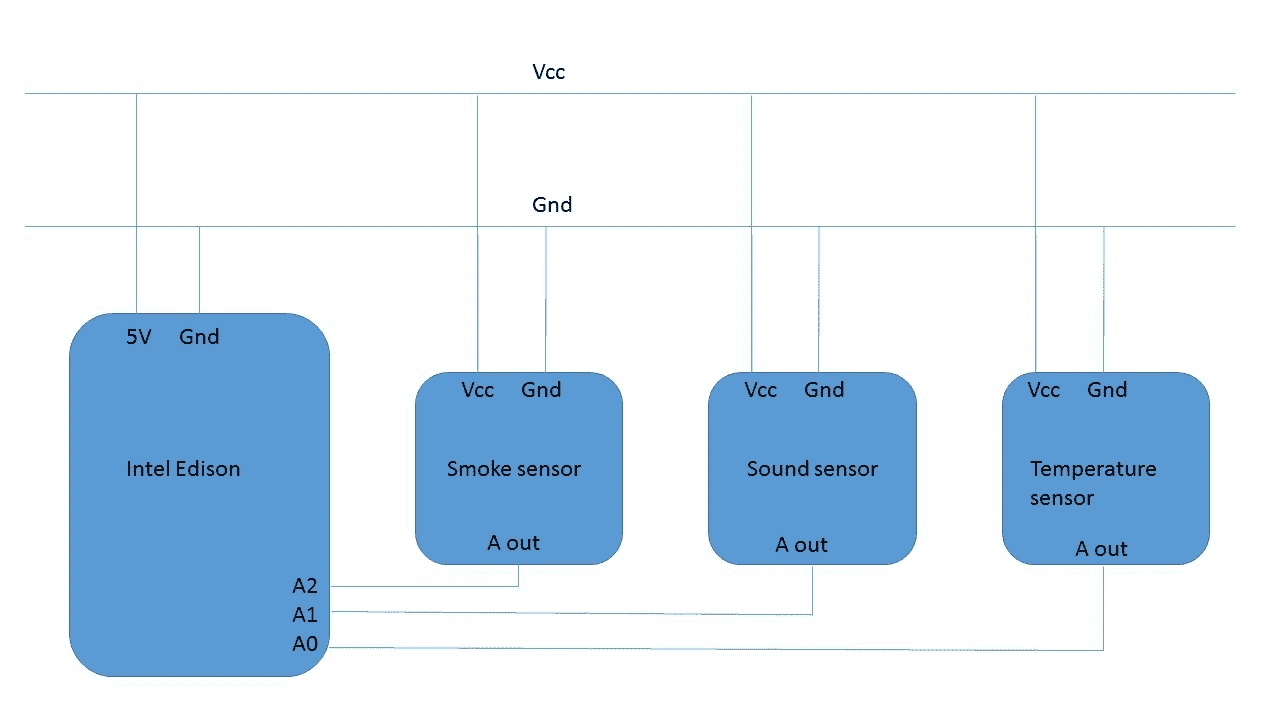 Vcc
Gnd
5V Gnd
Vcc Gnd
Vcc Gnd
Vcc Gnd
Intel Edison
Smoke sensor
Sound sensor
Temperature
sensor
A out
A out
A out
A2
A1
A0